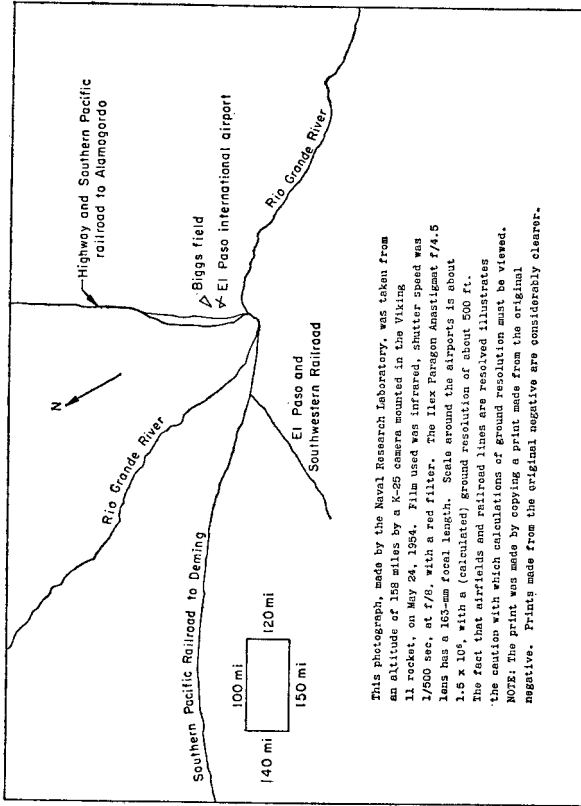 Highway and Southern Pacific
railroad to Alamogordo
Biggs field
El Paso international airport
N
Rio Grande River
Rio Grande River
El Paso and
Southwestern Railroad
Southern Pacific Railroad to Deming
100 mi
140 mi
120 mi
150 mi
This photograph, made by the Naval Research Laboratory, was taken from
an altitude of 158 miles by a K-25 camera mounted in the Viking
11 rocket, on May 24, 1954. Film used was infrared, shutter speed was
1/500 sec, at f/8, with a red filter. The Ilex Paragon Anastigmat f/4.5
lens has a 163-mm focal length. Scale around the airports is about
1.5 x 10⁶, with a (calculated) ground resolution of about 500 ft.
The fact that airfields and railroad lines are resolved illustrates
the caution with which calculations of ground resolution must be viewed.
NOTE: The print was made by copying a print made from the original
negative. Prints made from the original negative are considerably clearer.